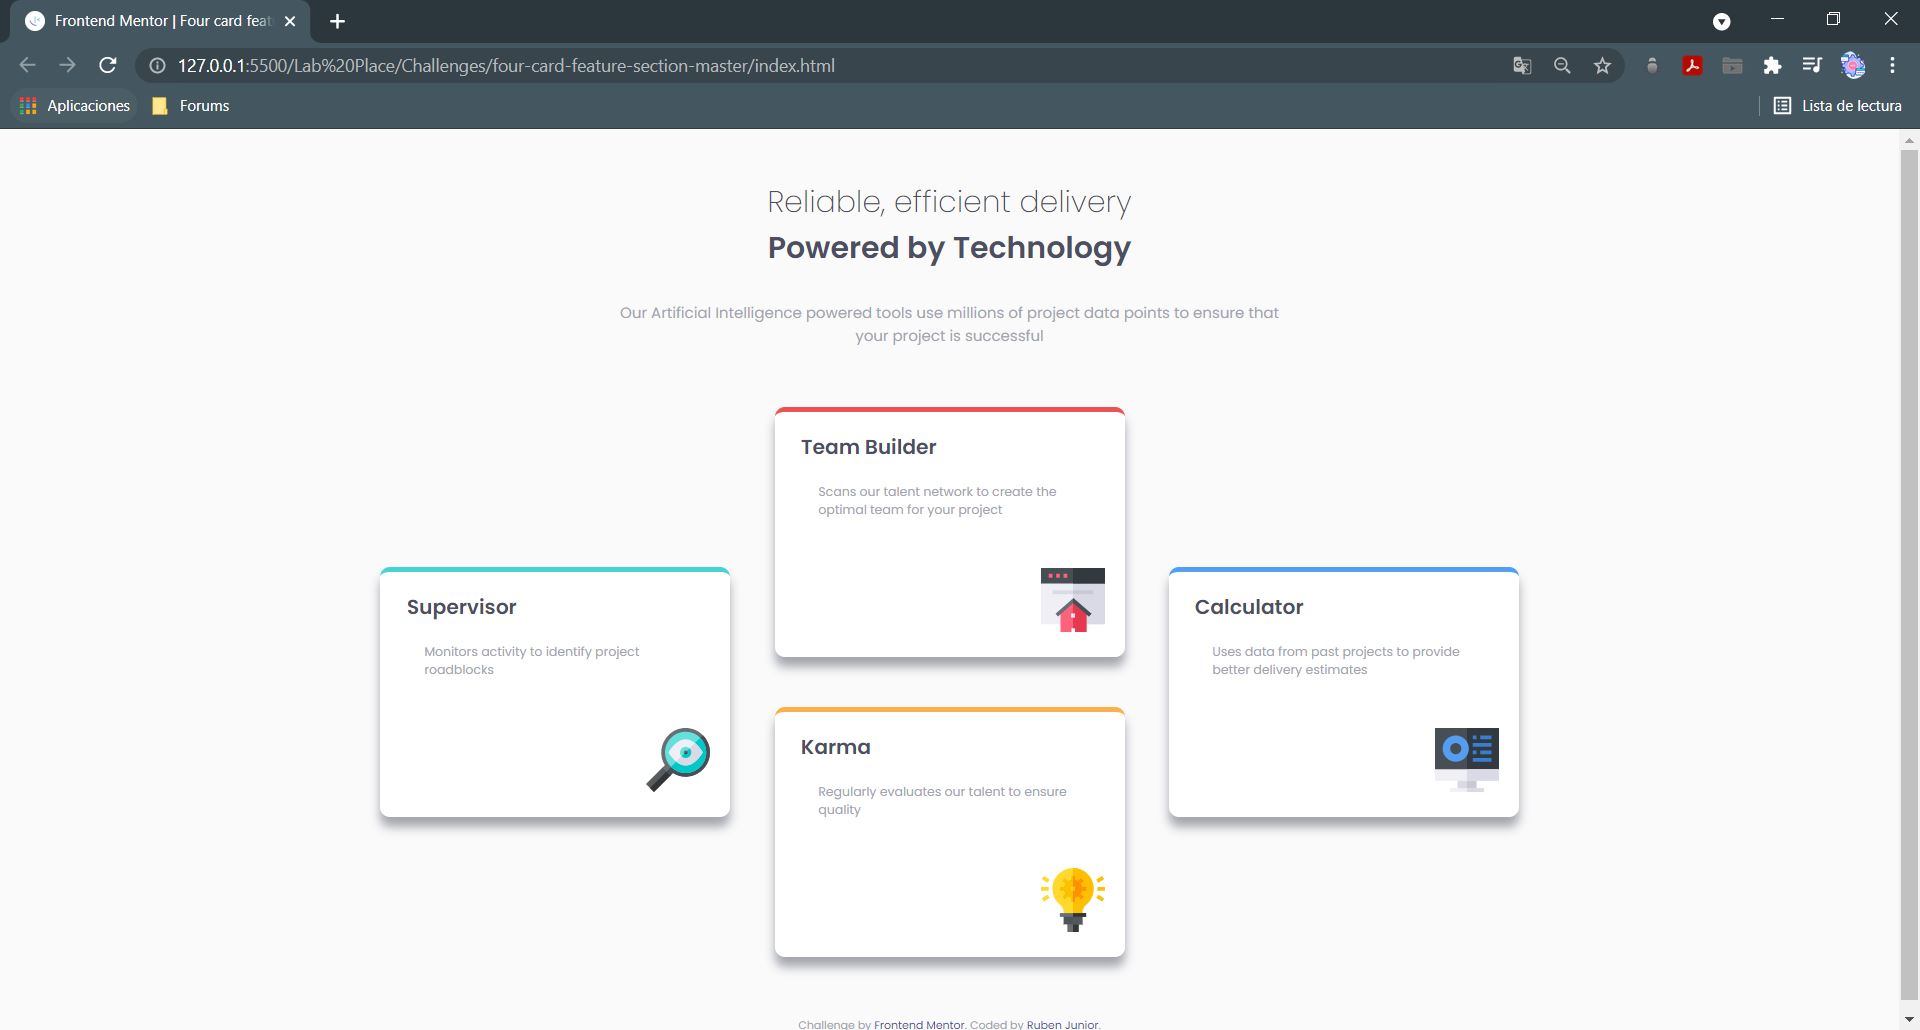 Frontend Mentor | Four card feat
127.0.0.1:5500/Lab%20Place/Challenges/four-card-feature-section-master/index.html
Aplicaciones
Forums
Lista de lectura
Reliable, efficient delivery
Powered by Technology
Our Artificial Intelligence powered tools use millions of project data points to ensure that
your project is successful
Team Builder
Scans our talent network to create the
optimal team for your project
Supervisor
Monitors activity to identify project
roadblocks
Calculator
Uses data from past projects to provide
better delivery estimates
Karma
Regularly evaluates our talent to ensure
quality
Challenge by Frontend Mentor. Coded by Ruben Junior.